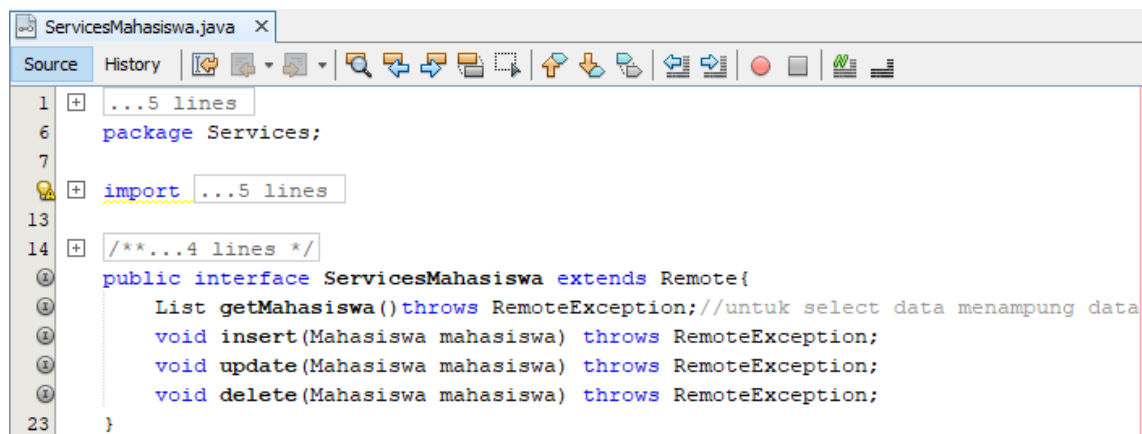 ServicesMahasiswa.java
Source History
1 ...5 lines
6 package Services;
7
import ...5 lines
13
14 /**...4 lines */
public interface ServicesMahasiswa extends Remote{
List getMahasiswa()throws RemoteException;//untuk select data menampung data
void insert(Mahasiswa mahasiswa) throws RemoteException;
void update(Mahasiswa mahasiswa) throws RemoteException;
void delete(Mahasiswa mahasiswa) throws RemoteException;
23 }